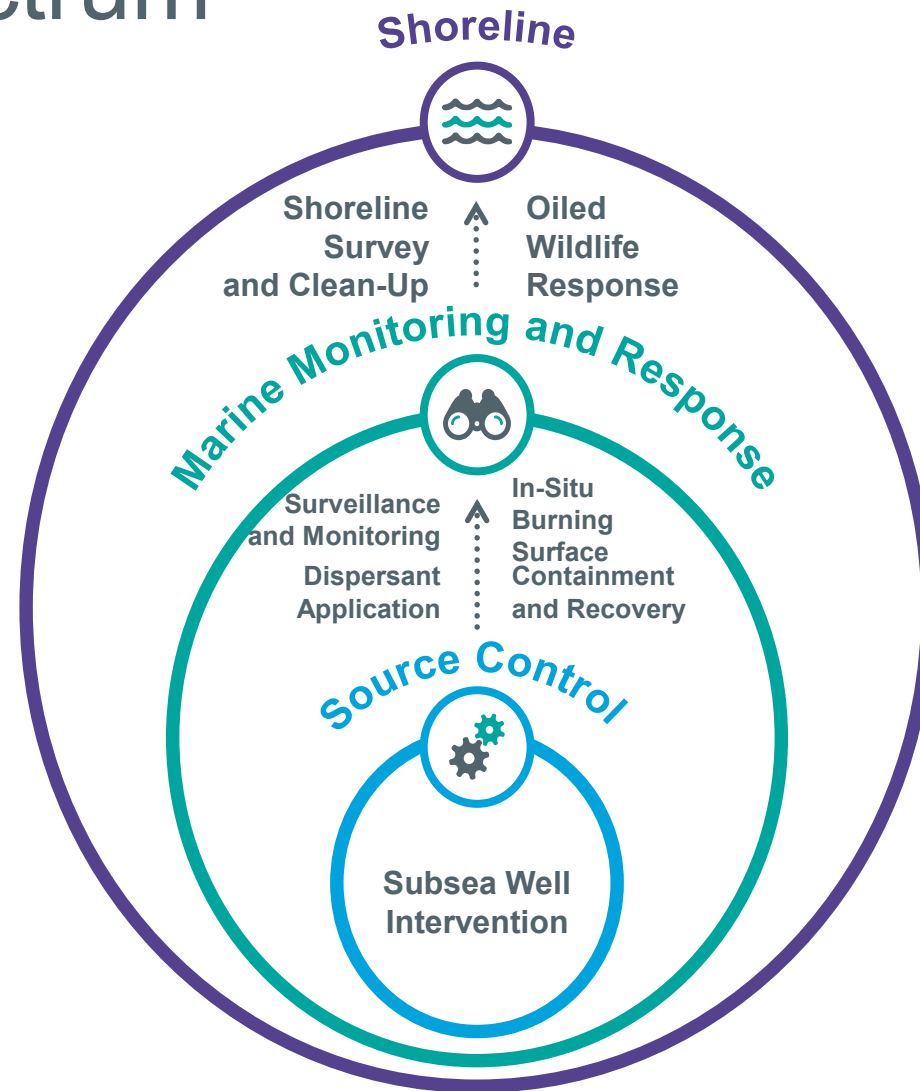 ctrum
Shoreline
Shoreline
Survey
and Clean-Up
Oiled
Wildlife
Response
Marine Monitoring and Response
Surveillance
and Monitoring
Dispersant
Application
In-Situ
Burning
Surface
Containment
and Recovery
Source Control
Subsea Well
Intervention